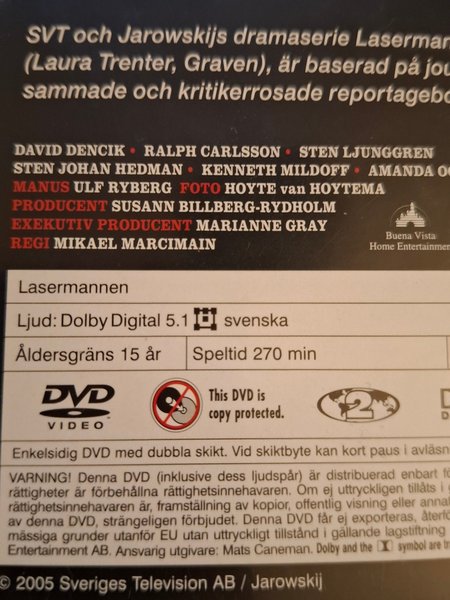 SVT och Jarowskijs dramaserie Laserman
(Laura Trenter, Graven), är baserad på jou
sammade och kritikerrosade reportagebo
DAVID DENCIK • RALPH CARLSSON • STEN LJUNGGREN
STEN JOHAN HEDMAN • KENNETH MILDOFF • AMANDA OO
MANUS ULF RYBERG FOTO HOYTE van HOYTEMA
PRODUCENT SUSANN BILLBERG-RYDHOLM
EXEKUTIV PRODUCENT MARIANNE GRAY
REGI MIKAEL MARCIMAIN
Buena Vista
Home Entertainment
Lasermannen
Ljud: Dolby Digital 5.1 svenska
Åldersgräns 15 år Speltid 270 min
DVD
VIDEO
This DVD is
copy protected.
2
Enkelsidig DVD med dubbla skikt. Vid skiktbyte kan kort paus i avläsn
VARNING! Denna DVD (inklusive dess ljudspår) är distribuerad enbart fö
rättigheter är förbehållna rättighetsinnehavaren. Om ej uttryckligen tillåts i
rättighetsinnehavaren är, framställning av kopior, offentlig visning eller anna
av denna DVD, strängeligen förbjudet. Denna DVD får ej exporteras, återfö
mässiga grunder utanför EU utan uttryckligt tillstånd i gällande lagstiftning
Entertainment AB. Ansvarig utgivare: Mats Caneman. Dolby and the symbol are tra
© 2005 Sveriges Television AB / Jarowskij